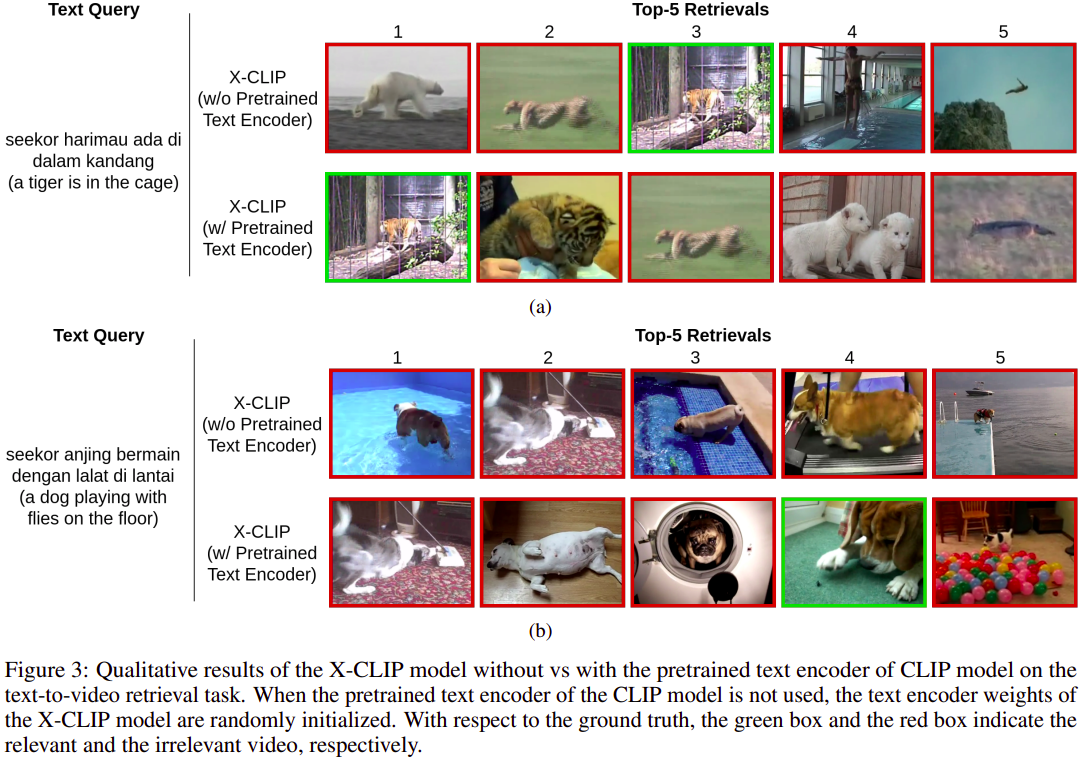 Text Query
Top-5 Retrievals
1 2 3 4 5
seekor harimau ada di
dalam kandang
(a tiger is in the cage)
X-CLIP
(w/o Pretrained
Text Encoder)
X-CLIP
(w/ Pretrained
Text Encoder)
(a)
Text Query
Top-5 Retrievals
1 2 3 4 5
seekor anjing bermain
dengan lalat di lantai
(a dog playing with
flies on the floor)
X-CLIP
(w/o Pretrained
Text Encoder)
X-CLIP
(w/ Pretrained
Text Encoder)
(b)
Figure 3: Qualitative results of the X-CLIP model without vs with the pretrained text encoder of CLIP model on the
text-to-video retrieval task. When the pretrained text encoder of the CLIP model is not used, the text encoder weights of
the X-CLIP model are randomly initialized. With respect to the ground truth, the green box and the red box indicate the
relevant and the irrelevant video, respectively.